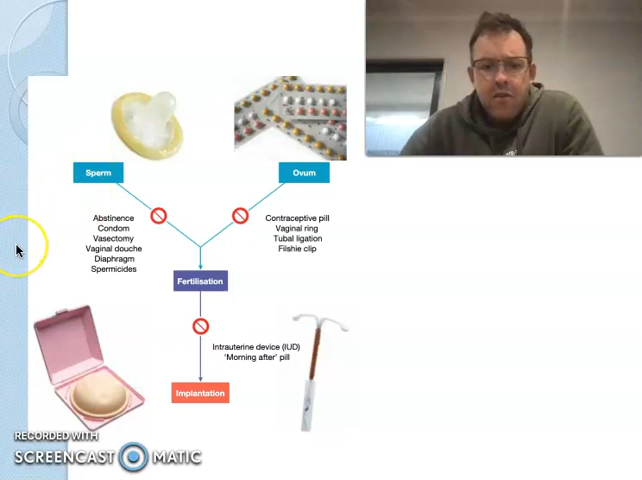 Sperm
Ovum
Abstinence
Condom
Vasectomy
Vaginal douche
Diaphragm
Spermicides
Contraceptive pill
Vaginal ring
Tubal ligation
Filshie clip
Fertilisation
Intrauterine device (IUD)
‘Morning after’ pill
Implantation
RECORDED WITH
SCREENCAST MATIC